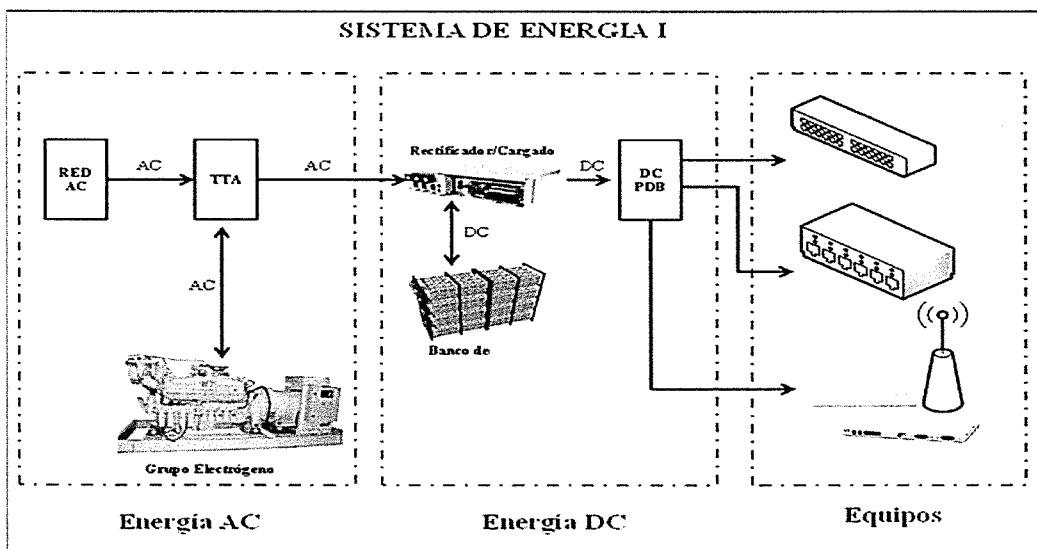 SISTEMA DE ENERGIA I
RED
AC
AC
TTA
AC
AC
Grupo Electrógeno
Energía AC
Rectificador/Cargado
DC
DC
PDB
DC
Banco de
Energía DC
Equipos